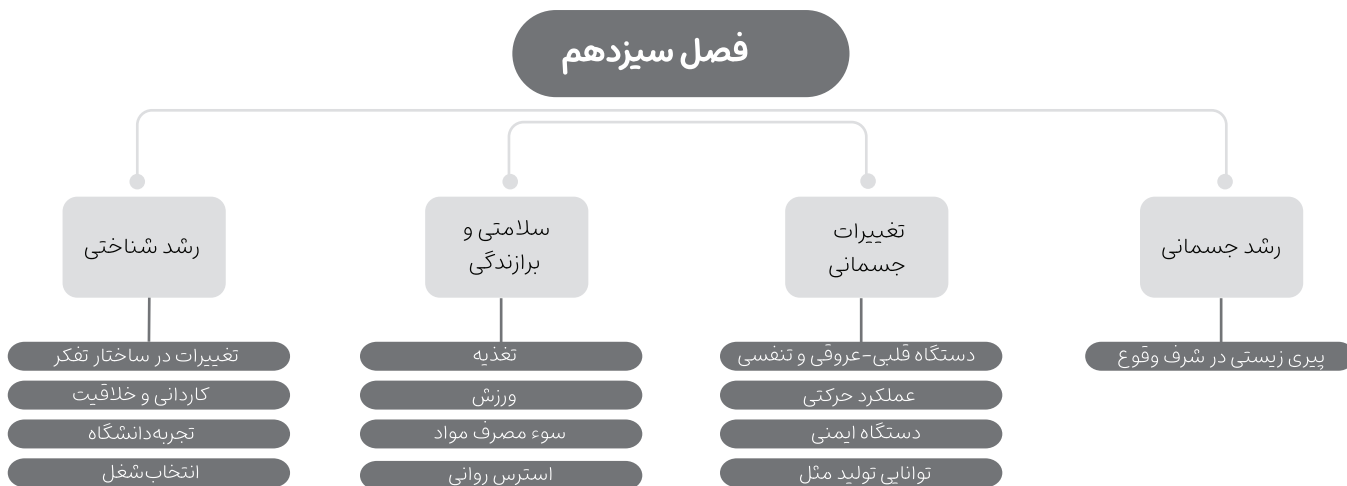 فصل سیزدهم
رشد جسمانی
پیری زیستی در شرف وقوع
تغییرات
جسمانی
دستگاه قلبی-عروقی و تنفسی
عملکرد حرکتی
دستگاه ایمنی
توانایی تولید مثل
سلامتی و
برازندگی
تغذیه
ورزش
سوء مصرف مواد
استرس روانی
رشد شناختی
تغییرات در ساختار تفکر
کاردانی و خلاقیت
تجربه‌دانشگاه
انتخاب‌شغل